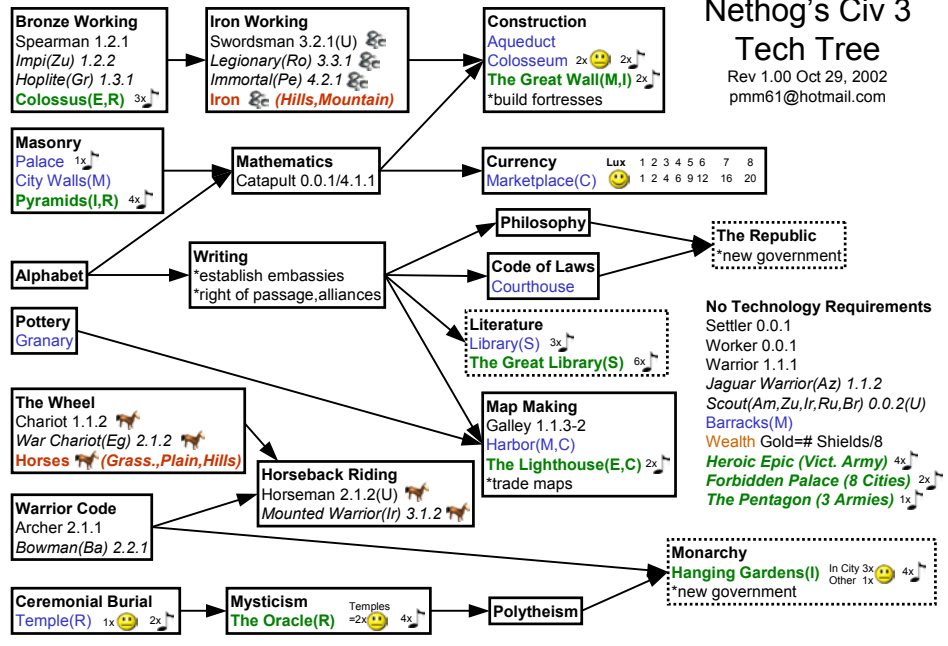 Nethog's Civ 3
Tech Tree
Rev 1.00 Oct 29, 2002
pmm61@hotmail.com
Bronze Working
Spearman 1.2.1
Impi(Zu) 1.2.2
Hoplite(Gr) 1.3.1
Colossus(E,R) 3x
Iron Working
Swordsman 3.2.1(U)
Legionary(Ro) 3.3.1
Immortal(Pe) 4.2.1
Iron (Hills,Mountain)
Construction
Aqueduct
Colosseum 2x 2x
The Great Wall(M,I) 2x
*build fortresses
Masonry
Palace 1x
City Walls(M)
Pyramids(I,R) 4x
Mathematics
Catapult 0.0.1/4.1.1
Currency Lux 1 2 3 4 5 6 7 8
Marketplace(C) 1 2 4 6 9 12 16 20
Alphabet
Writing
*establish embassies
*right of passage,alliances
Philosophy
Code of Laws
Courthouse
The Republic
*new government
Pottery
Granary
Literature
Library(S) 3x
The Great Library(S) 6x
No Technology Requirements
Settler 0.0.1
Worker 0.0.1
Warrior 1.1.1
Jaguar Warrior(Az) 1.1.2
Scout(Am,Zu,Ir,Ru,Br) 0.0.2(U)
Barracks(M)
Wealth Gold=# Shields/8
Heroic Epic (Vict. Army) 4x
Forbidden Palace (8 Cities) 2x
The Pentagon (3 Armies) 1x
The Wheel
Chariot 1.1.2
War Chariot(Eg) 2.1.2
Horses (Grass.,Plain,Hills)
Map Making
Galley 1.1.3-2
Harbor(M,C)
The Lighthouse(E,C) 2x
*trade maps
Horseback Riding
Horseman 2.1.2(U)
Mounted Warrior(Ir) 3.1.2
Warrior Code
Archer 2.1.1
Bowman(Ba) 2.2.1
Monarchy
Hanging Gardens(I) In City 3x 4x
Other 1x
*new government
Ceremonial Burial
Temple(R) 1x 2x
Mysticism Temples
The Oracle(R) =2x 4x
Polytheism